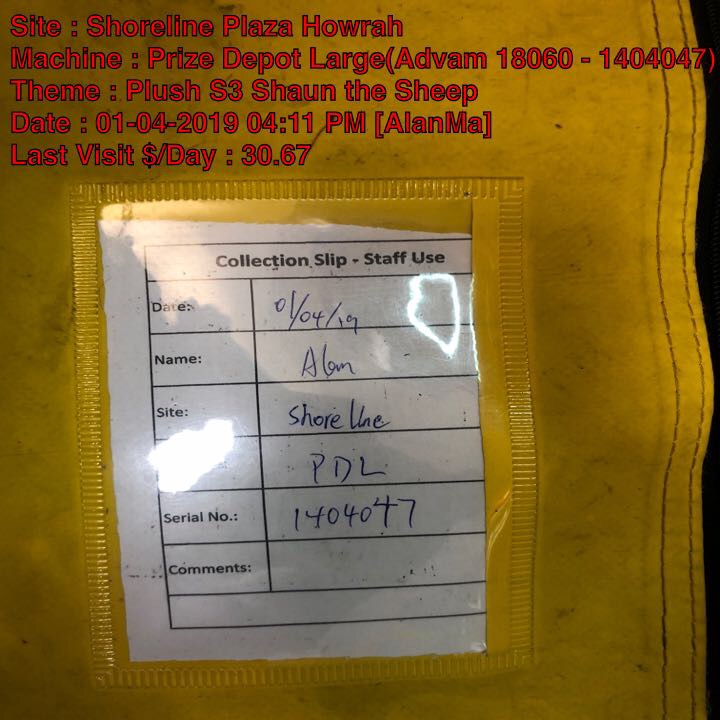 Site : Shoreline Plaza Howrah
Machine : Prize Depot Large(Advam 18060 - 1404047)
Theme : Plush S3 Shaun the Sheep
Date : 01-04-2019 04:11 PM [AlanMa]
Last Visit $/Day : 30.67
Collection Slip - Staff Use
Date: 01/04/19
Name: Alan
Site: Shoreline
PDL
Serial No.: 1404047
Comments: